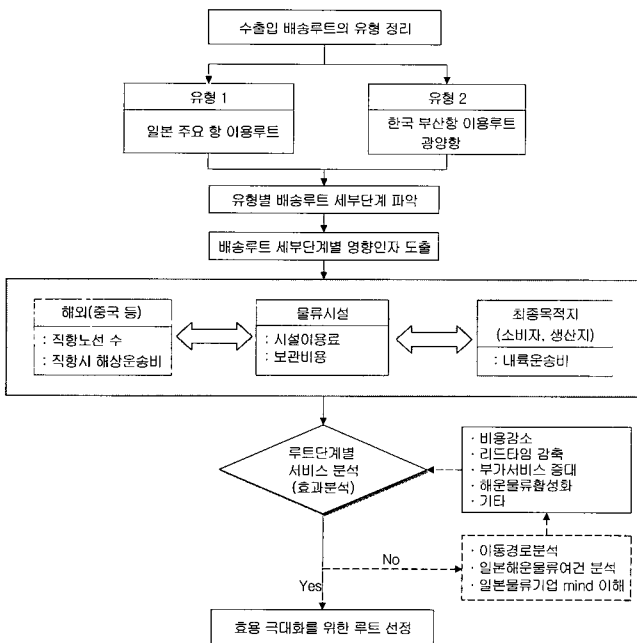 수출입 배송루트의 유형 정리
유형 1
일본 주요 항 이용루트
유형 2
한국 부산항 이용루트
광양항
유형별 배송루트 세부단계 파악
배송루트 세부단계별 영향인자 도출
해외(중국 등)
: 직항노선 수
: 직항시 해상운송비
물류시설
: 시설이용료
: 보관비용
최종목적지
(소비자, 생산지)
: 내륙운송비
루트단계별
서비스 분석
(효과분석)
· 비용감소
· 리드타임 감축
· 부가서비스 증대
· 해운물류활성화
· 기타
No
· 이동경로분석
· 일본해운물류여건 분석
· 일본물류기업 mind 이해
Yes
효용 극대화를 위한 루트 선정